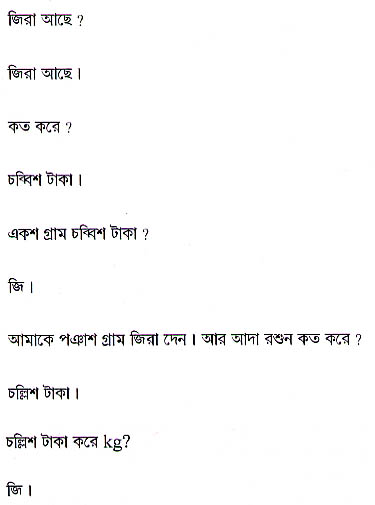 জিরা আছে ?
জিরা আছে।
কত করে ?
চব্বিশ টাকা।
একশ গ্রাম চব্বিশ টাকা ?
জি।
আমাকে পঞ্চাশ গ্রাম জিরা দেন। আর আদা রশুন কত করে ?
চল্লিশ টাকা।
চল্লিশ টাকা করে kg?
জি।